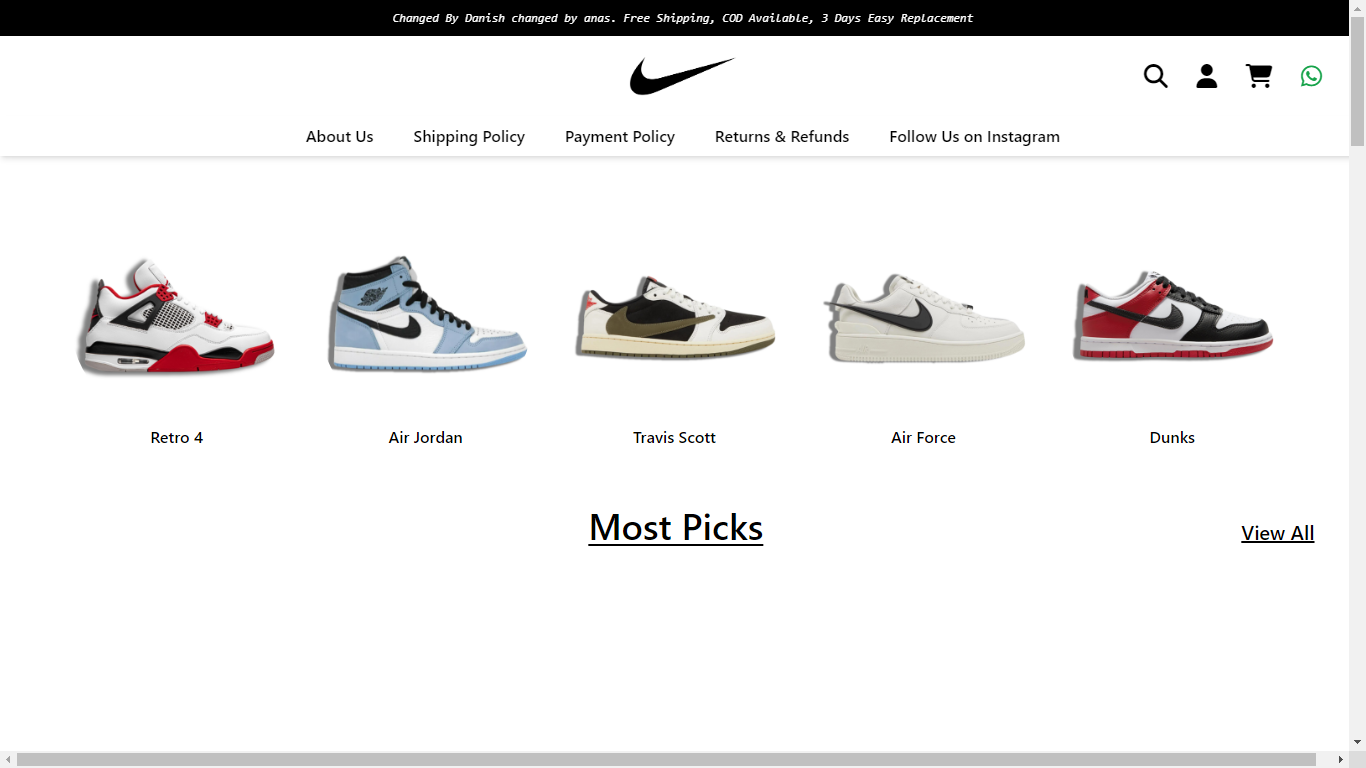 Changed By Danish changed by anas. Free Shipping, COD Available, 3 Days Easy Replacement
About Us Shipping Policy Payment Policy Returns & Refunds Follow Us on Instagram
Retro 4 Air Jordan Travis Scott Air Force Dunks
Most Picks
View All